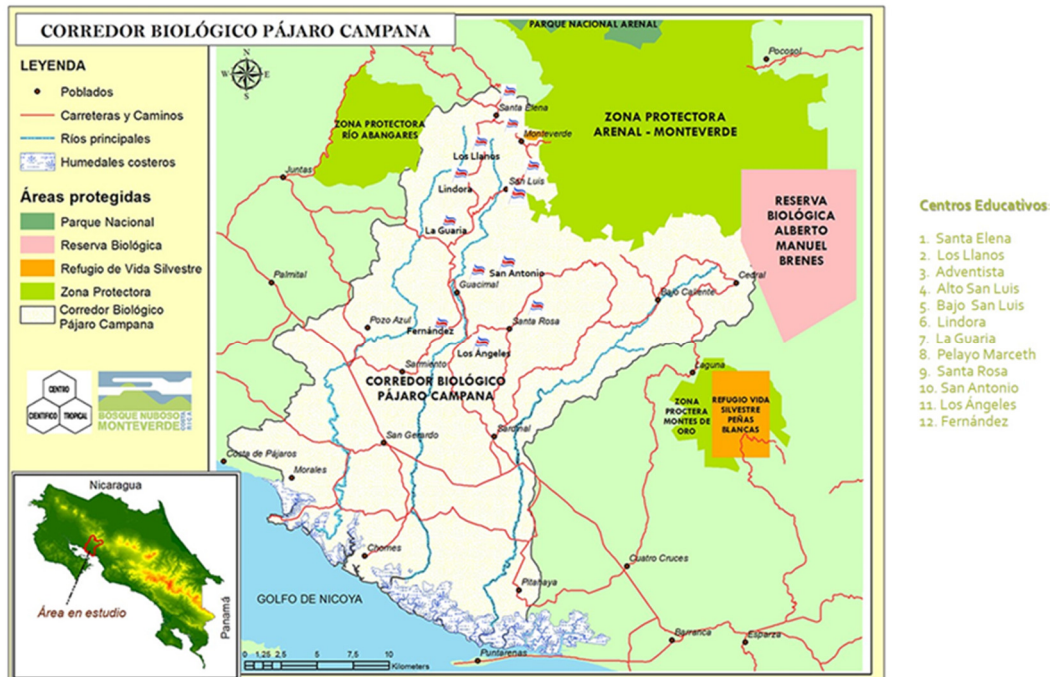 CORREDOR BIOLÓGICO PÁJARO CAMPANA
LEYENDA
Poblados
Carreteras y Caminos
Ríos principales
Humedales costeros
Áreas protegidas
Parque Nacional
Reserva Biológica
Refugio de Vida Silvestre
Zona Protectora
Corredor Biológico
Pájaro Campana
CENTRO
CIENTIFICO
TROPICAL
BOSQUE NUBOSO
MONTEVERDE
COSTA RICA
Nicaragua
Área en estudio
Panamá
N
W
E
S
PARQUE NACIONAL ARENAL
Pocosol
ZONA PROTECTORA
RÍO ABANGARES
Santa Elena
Monteverde
ZONA PROTECTORA
ARENAL - MONTEVERDE
Los Llanos
Juntas
Lindora
San Luis
RESERVA
BIOLÓGICA
ALBERTO
MANUEL
BRENES
La Guaria
Palmital
San Antonio
Guacimal
Cedral
Bajo Caliente
Pozo Azul
Fernández
Santa Rosa
Los Ángeles
Sarmiento
CORREDOR BIOLÓGICO
PÁJARO CAMPANA
Laguna
ZONA
PROCTERA
MONTES DE
ORO
REFUGIO VIDA
SILVESTRE
PEÑAS
BLANCAS
San Gerardo
Sardinal
Costa de Pájaros
Morales
Chomes
Cuatro Cruces
Pitahaya
GOLFO DE NICOYA
Barranca
Esparza
Puntarenas
0 1.25 2.5 5 7.5 10
Kilometers
Centros Educativos
1. Santa Elena
2. Los Llanos
3. Adventista
4. Alto San Luis
5. Bajo San Luis
6. Lindora
7. La Guaria
8. Pelayo Marceth
9. Santa Rosa
10. San Antonio
11. Los Ángeles
12. Fernández